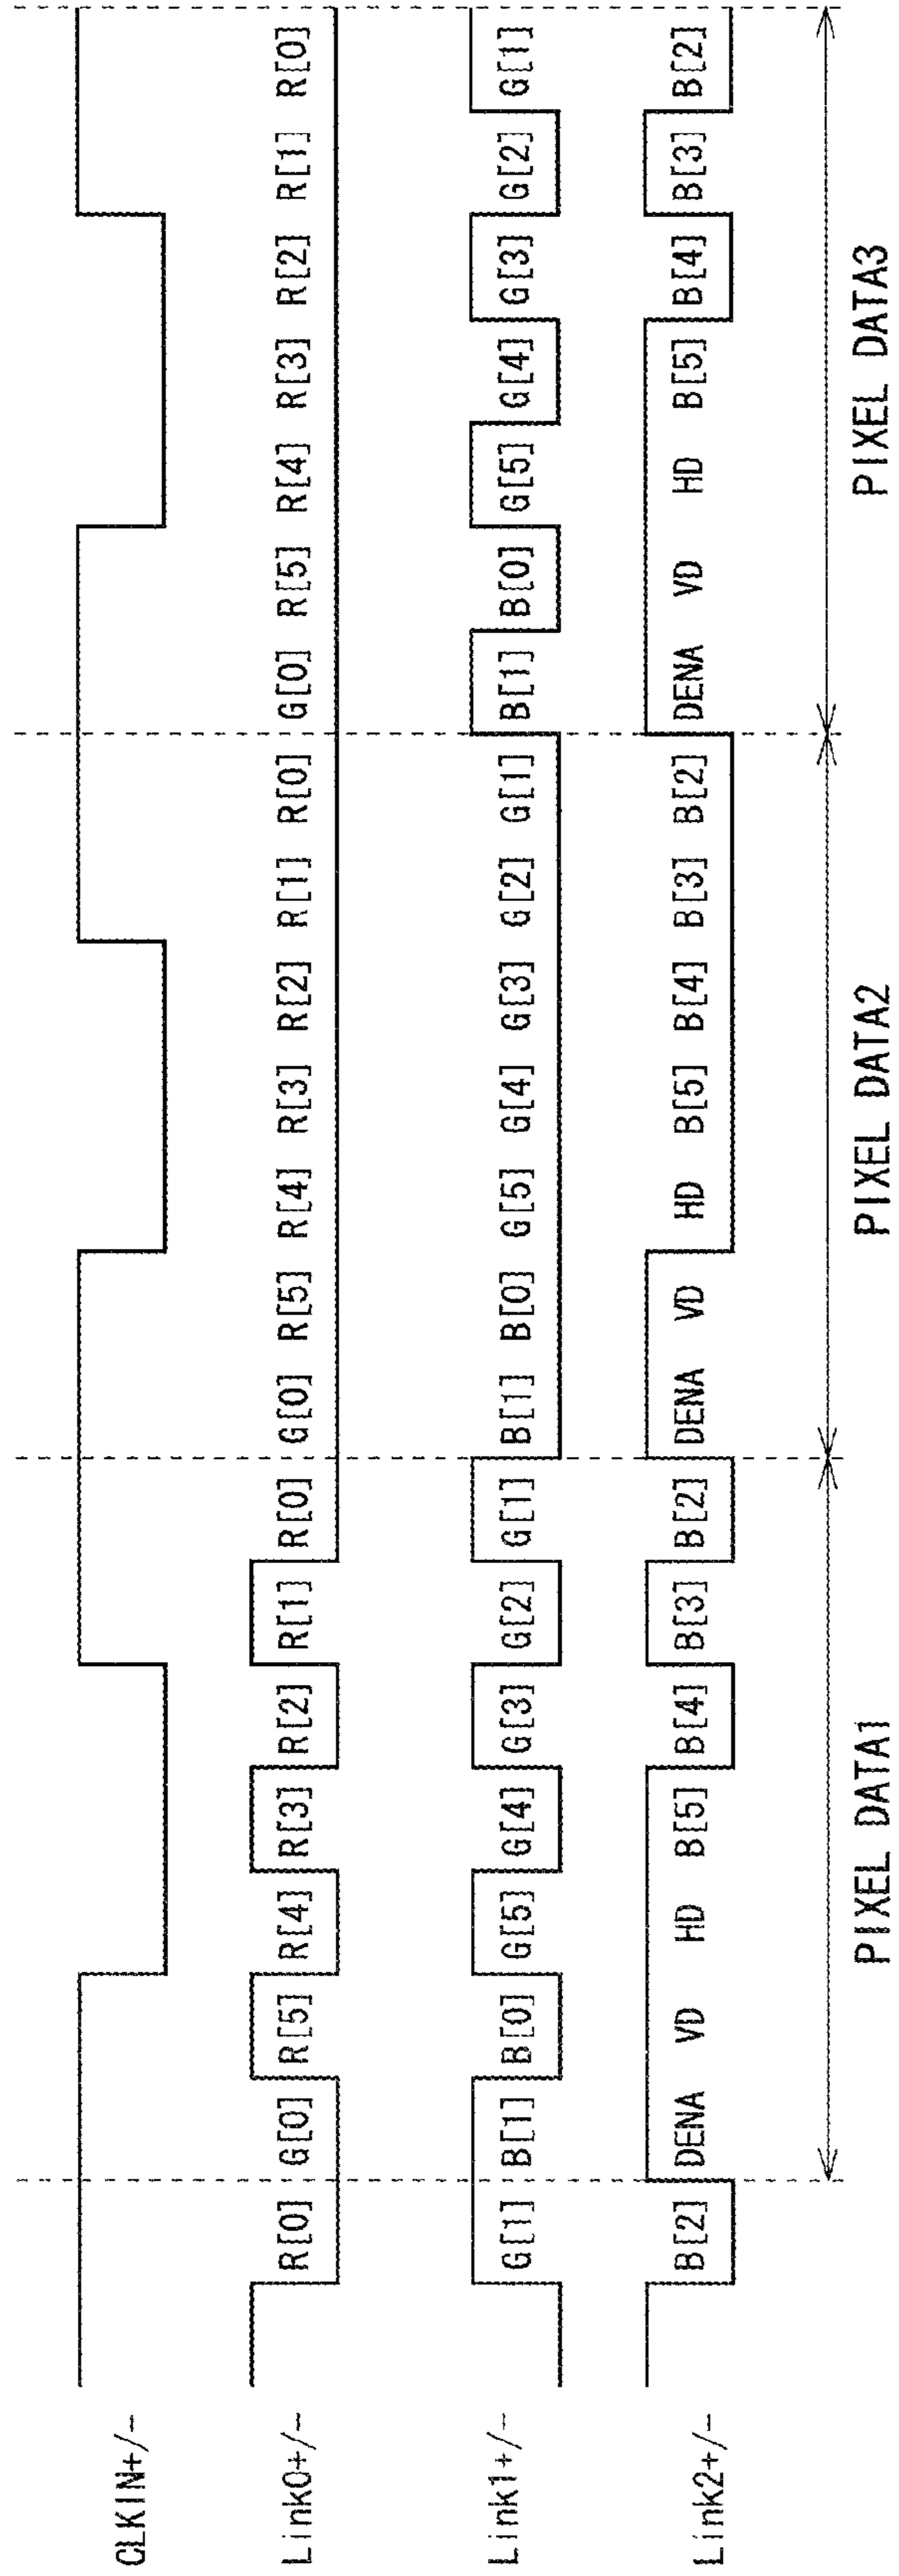 CLKIN+/-
Link0+/- R[0] G[0] R[5] R[4] R[3] R[2] R[1] R[0] G[0] R[5] R[4] R[3] R[2] R[1] R[0] G[0] R[5] R[4] R[3] R[2] R[1] R[0]
Link1+/- G[1] B[1] B[0] G[5] G[4] G[3] G[2] G[1] B[1] B[0] G[5] G[4] G[3] G[2] G[1] B[1] B[0] G[5] G[4] G[3] G[2] G[1]
Link2+/- B[2] DENA VD HD B[5] B[4] B[3] B[2] DENA VD HD B[5] B[4] B[3] B[2] DENA VD HD B[5] B[4] B[3] B[2]
PIXEL DATA1 PIXEL DATA2 PIXEL DATA3